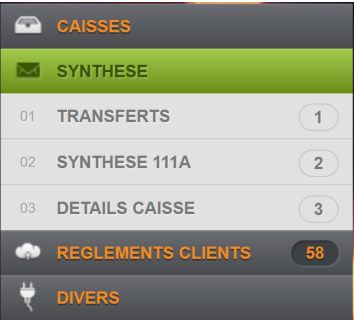 CAISSES
SYNTHESE
01 TRANSFERTS 1
02 SYNTHESE 111A 2
03 DETAILS CAISSE 3
REGLEMENTS CLIENTS 58
DIVERS